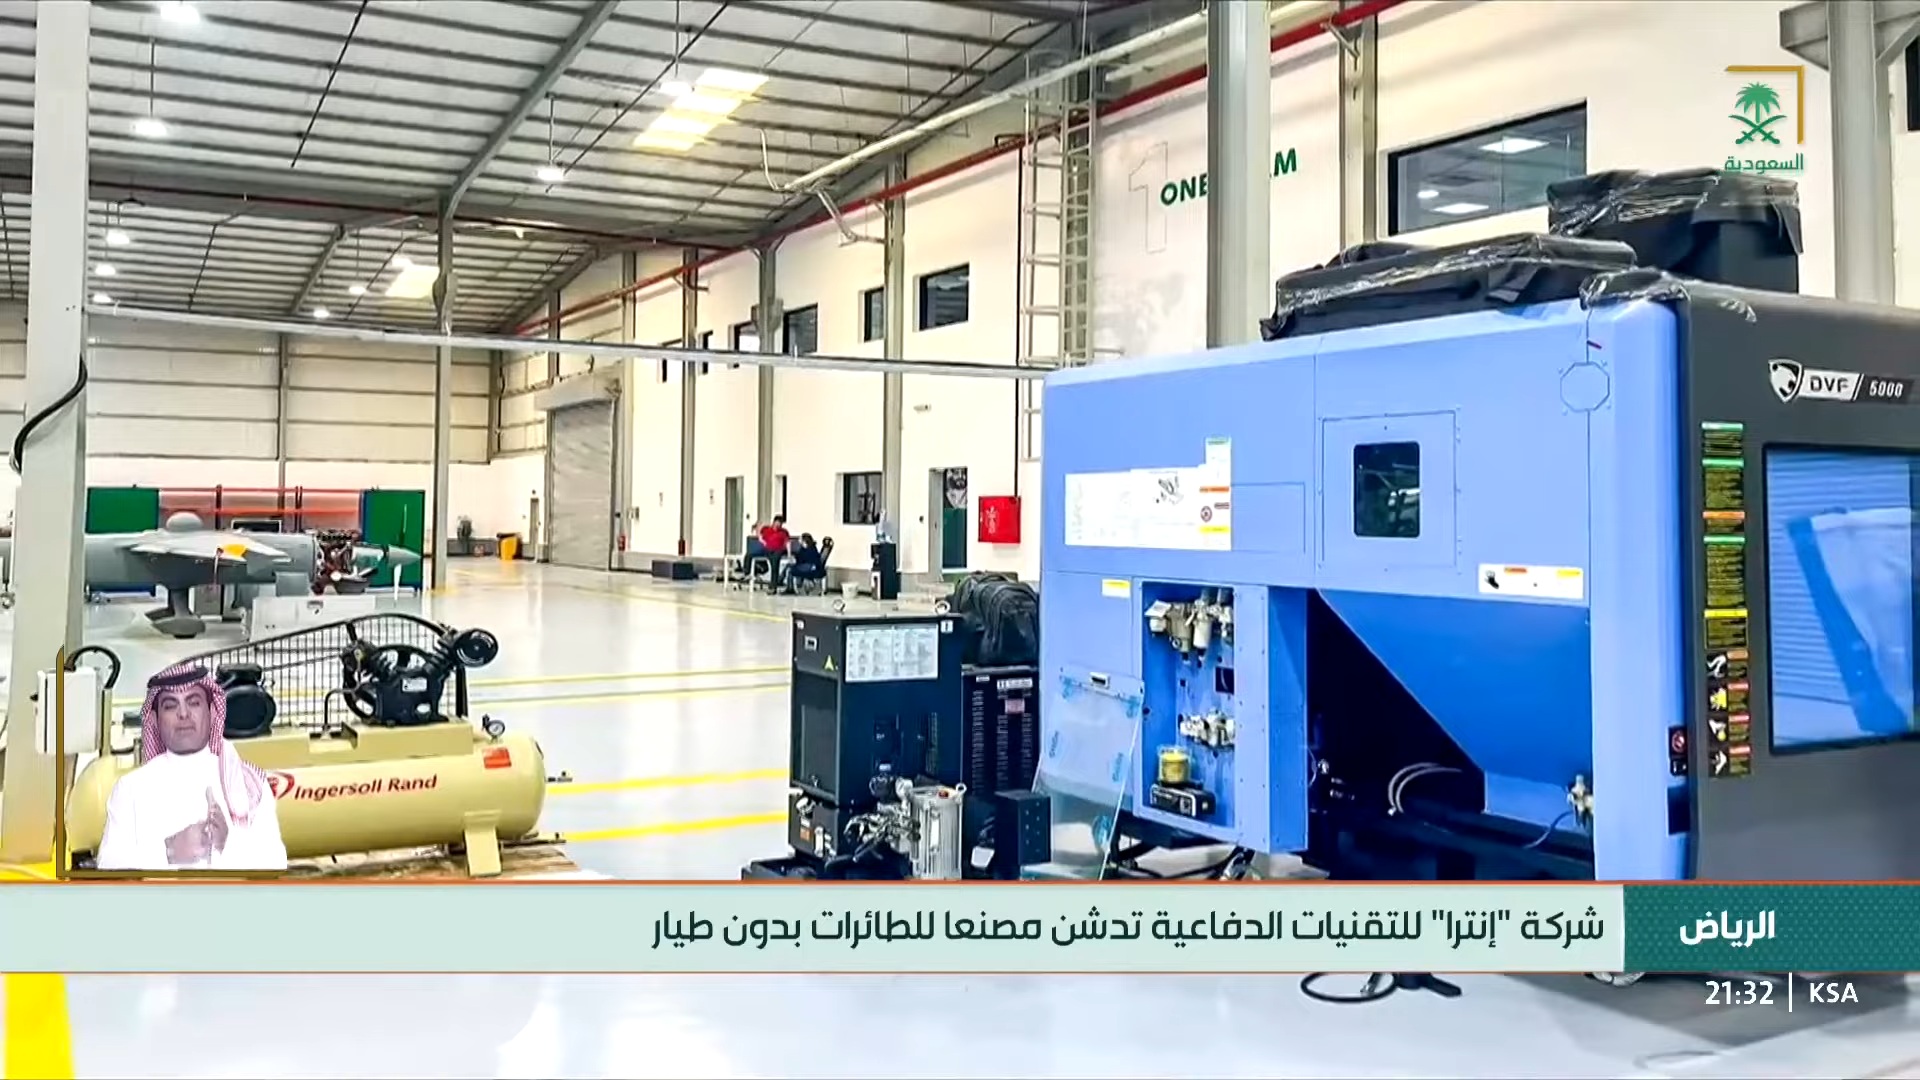 السعودية
ONE
M
1
DVF 5000
Ingersoll Rand
الرياض
شركة "إنترا" للتقنيات الدفاعية تدشن مصنعا للطائرات بدون طيار
21:32 | KSA